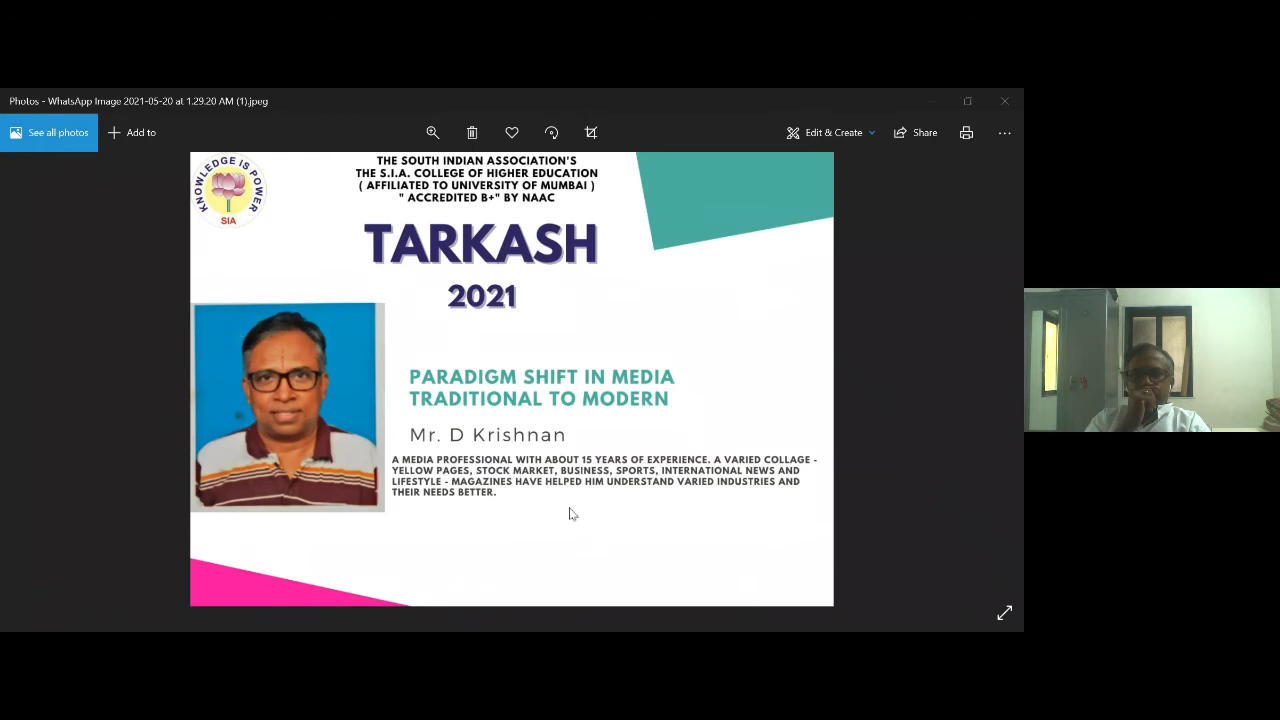 Photos - WhatsApp Image 2021-05-20 at 1.29.20 AM (1).jpeg
See all photos
Add to
Edit & Create
Share
KNOWLEDGE IS POWER
SIA
THE SOUTH INDIAN ASSOCIATION'S
THE S.I.A. COLLEGE OF HIGHER EDUCATION
( AFFILIATED TO UNIVERSITY OF MUMBAI )
" ACCREDITED B+" BY NAAC
TARKASH
2021
PARADIGM SHIFT IN MEDIA
TRADITIONAL TO MODERN
Mr. D Krishnan
A MEDIA PROFESSIONAL WITH ABOUT 15 YEARS OF EXPERIENCE. A VARIED COLLAGE -
YELLOW PAGES, STOCK MARKET, BUSINESS, SPORTS, INTERNATIONAL NEWS AND
LIFESTYLE - MAGAZINES HAVE HELPED HIM UNDERSTAND VARIED INDUSTRIES AND
THEIR NEEDS BETTER.